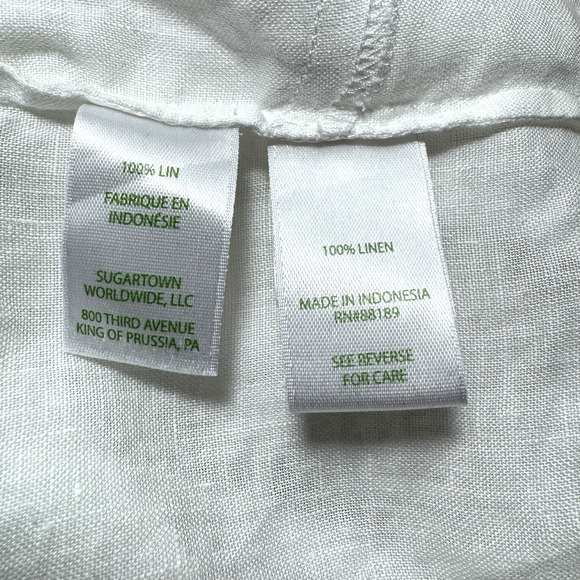 100% LIN
FABRIQUE EN
INDONÉSIE
SUGARTOWN
WORLDWIDE, LLC
800 THIRD AVENUE
KING OF PRUSSIA, PA
100% LINEN
MADE IN INDONESIA
RN#88189
SEE REVERSE
FOR CARE